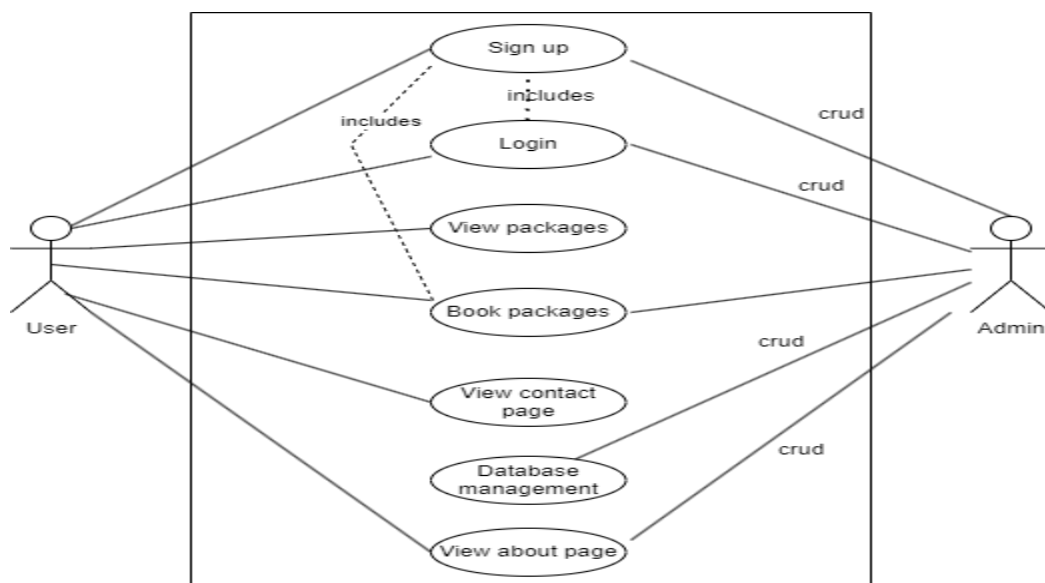 Sign up
includes
crud
includes
Login
crud
View packages
Book packages
User
Admin
crud
View contact
page
crud
Database
management
View about page